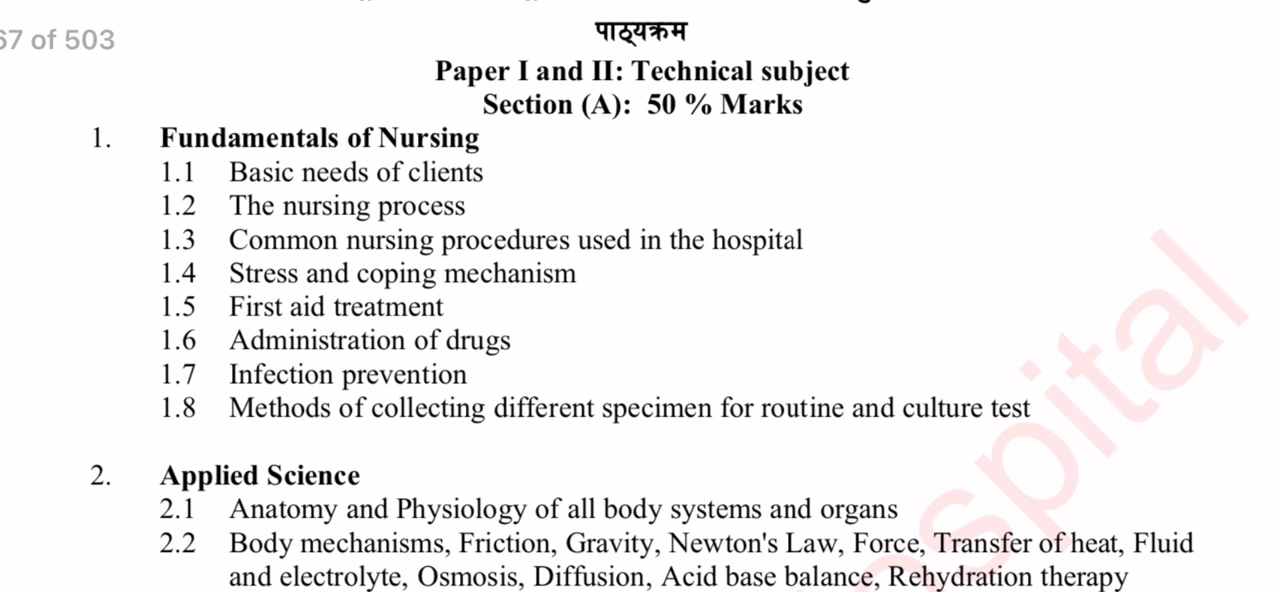 67 of 503
पाठ्यक्रम
Paper I and II: Technical subject
Section (A): 50 % Marks
1. Fundamentals of Nursing
1.1 Basic needs of clients
1.2 The nursing process
1.3 Common nursing procedures used in the hospital
1.4 Stress and coping mechanism
1.5 First aid treatment
1.6 Administration of drugs
1.7 Infection prevention
1.8 Methods of collecting different specimen for routine and culture test
2. Applied Science
2.1 Anatomy and Physiology of all body systems and organs
2.2 Body mechanisms, Friction, Gravity, Newton's Law, Force, Transfer of heat, Fluid
and electrolyte, Osmosis, Diffusion, Acid base balance, Rehydration therapy
ospital